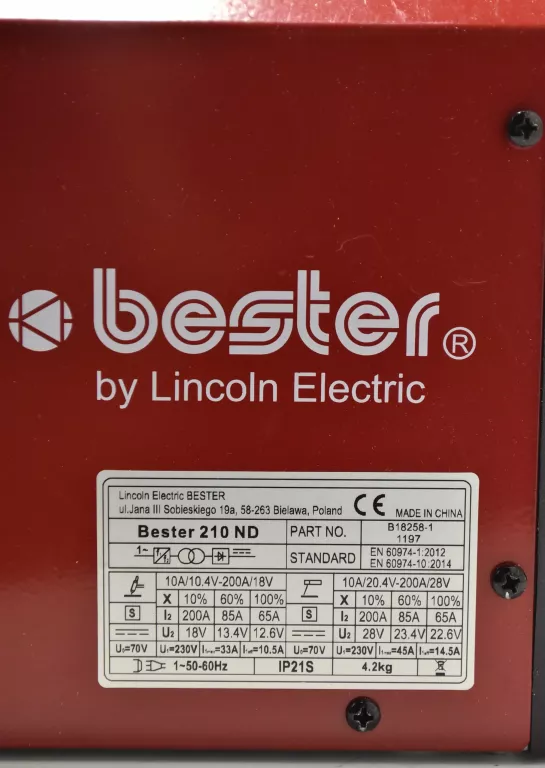 bester®
by Lincoln Electric
Lincoln Electric BESTER
ul.Jana III Sobieskiego 19a, 58-263 Bielawa, Poland CE MADE IN CHINA
Bester 210 ND PART NO. B18258-1
1197
1~ STANDARD EN 60974-1:2012
EN 60974-10:2014
10A/10.4V-200A/18V 10A/20.4V-200A/28V
X 10% 60% 100% X 10% 60% 100%
S I₂ 200A 85A 65A S I₂ 200A 85A 65A
U₂ 18V 13.4V 12.6V U₂ 28V 23.4V 22.6V
U₀=70V U₁=230V I₁ₘₐₓ=33A I₁eff=10.5A U₀=70V U₁=230V I₁ₘₐₓ=45A I₁eff=14.5A
1~50-60Hz IP21S 4.2kg